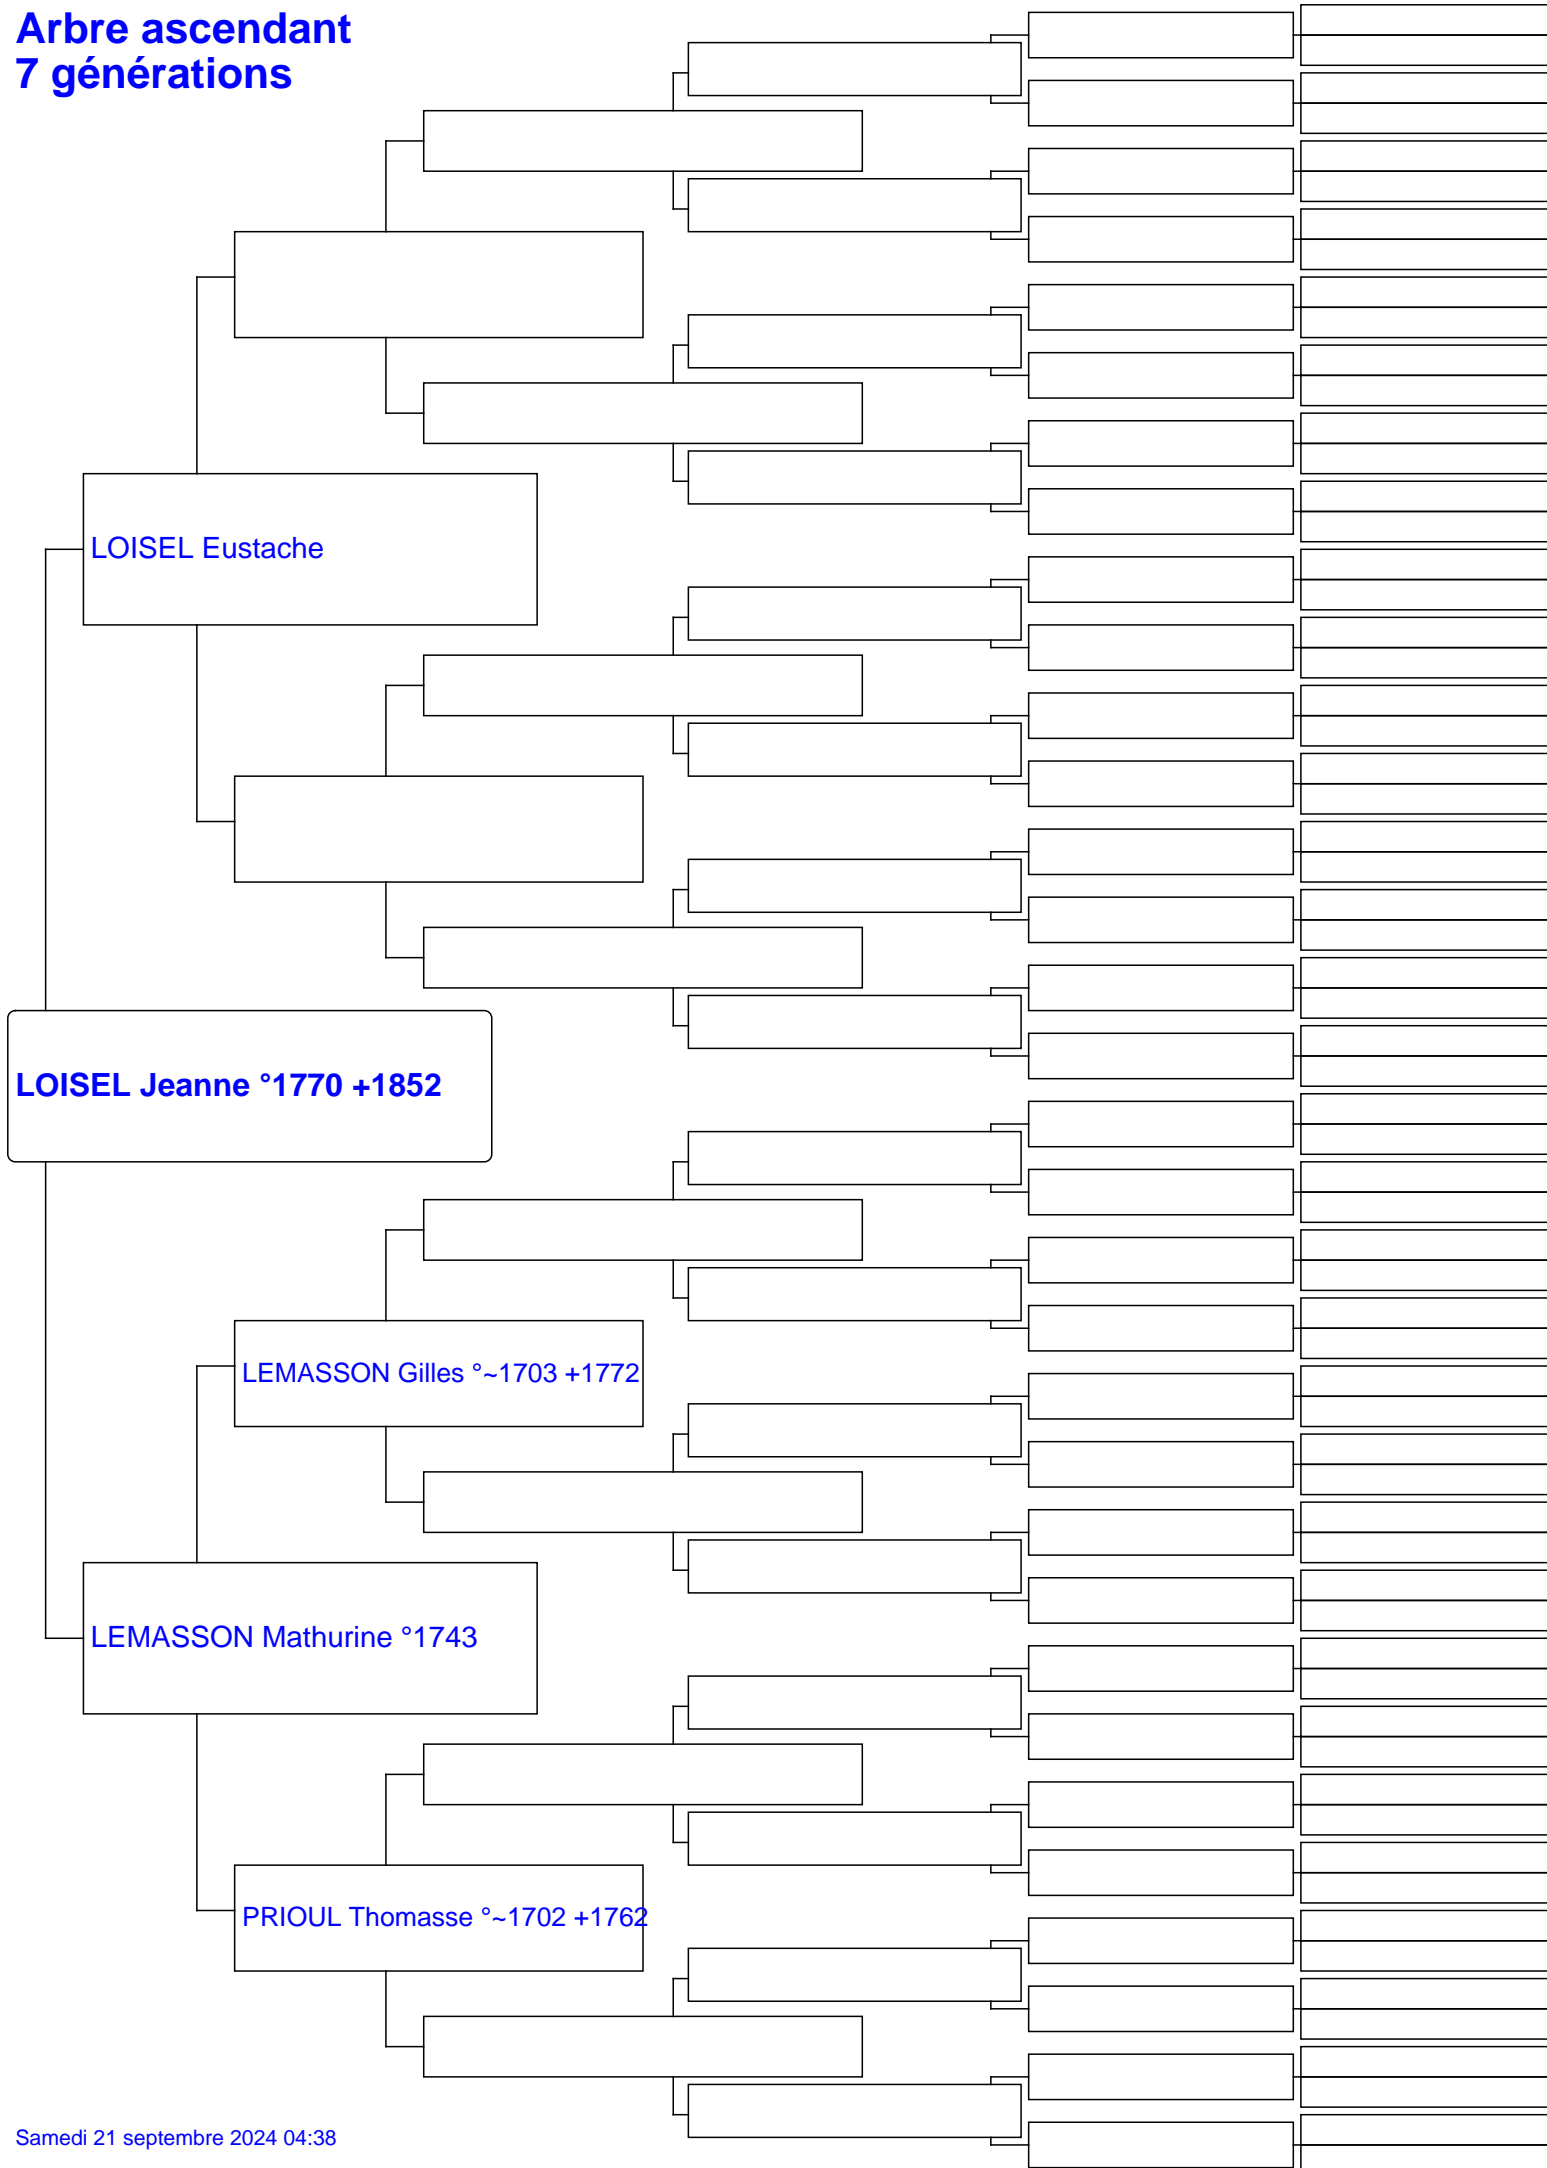 Arbre ascendant
7 générations
LOISEL Eustache
LOISEL Jeanne °1770 +1852
LEMASSON Gilles °~1703 +1772
LEMASSON Mathurine °1743
PRIOUL Thomasse °~1702 +1762
Samedi 21 septembre 2024 04:38